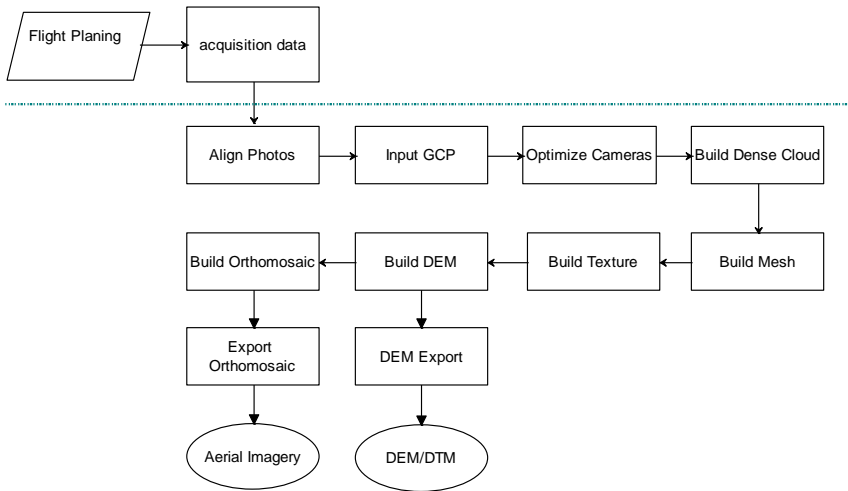 Flight Planing
acquisition data
Align Photos
Input GCP
Optimize Cameras
Build Dense Cloud
Build Orthomosaic
Build DEM
Build Texture
Build Mesh
Export
Orthomosaic
DEM Export
Aerial Imagery
DEM/DTM